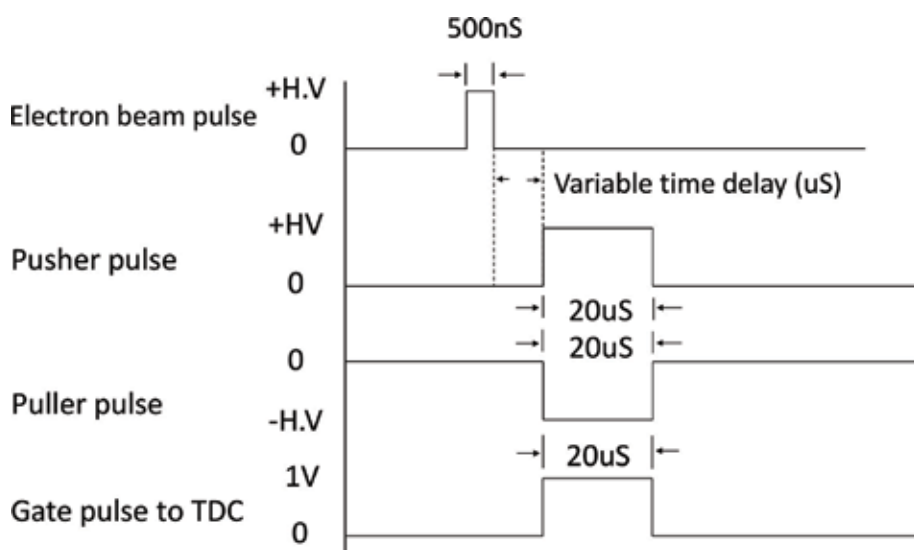 500nS
+H.V
Electron beam pulse
0
Variable time delay (uS)
+HV
Pusher pulse
0
20uS
20uS
0
Puller pulse
-H.V
20uS
1V
Gate pulse to TDC
0